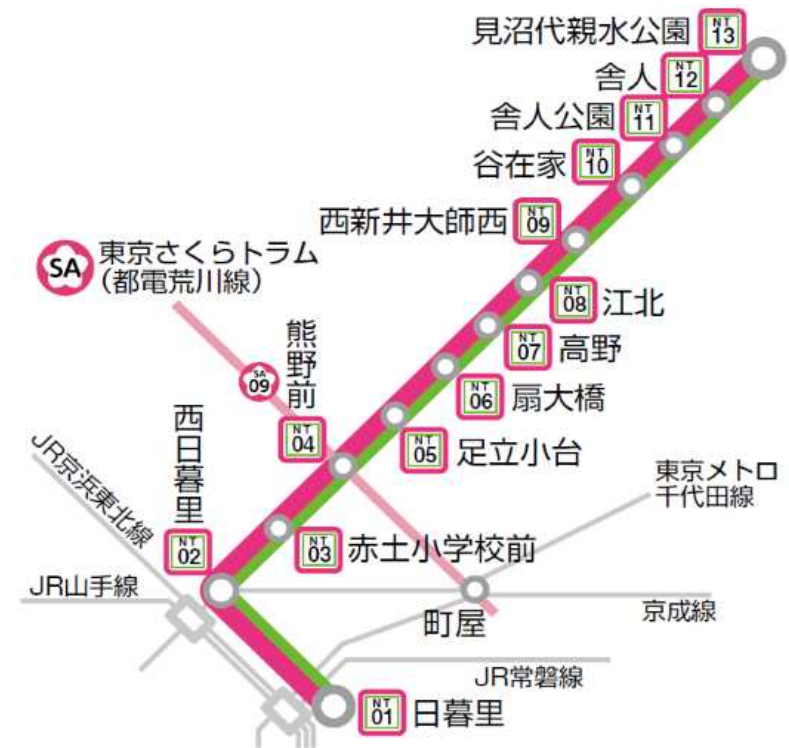 見沼代親水公園 NT 13
舎人 NT 12
舎人公園 NT 11
谷在家 NT 10
西新井大師西 NT 09
SA 東京さくらトラム
(都電荒川線)
NT 08 江北
NT 07 高野
NT 06 扇大橋
NT 05 足立小台
SA 09
熊野前
NT 04
西日暮里
NT 02
NT 03 赤土小学校前
JR京浜東北線
JR山手線
東京メトロ
千代田線
町屋
京成線
JR常磐線
NT 01 日暮里